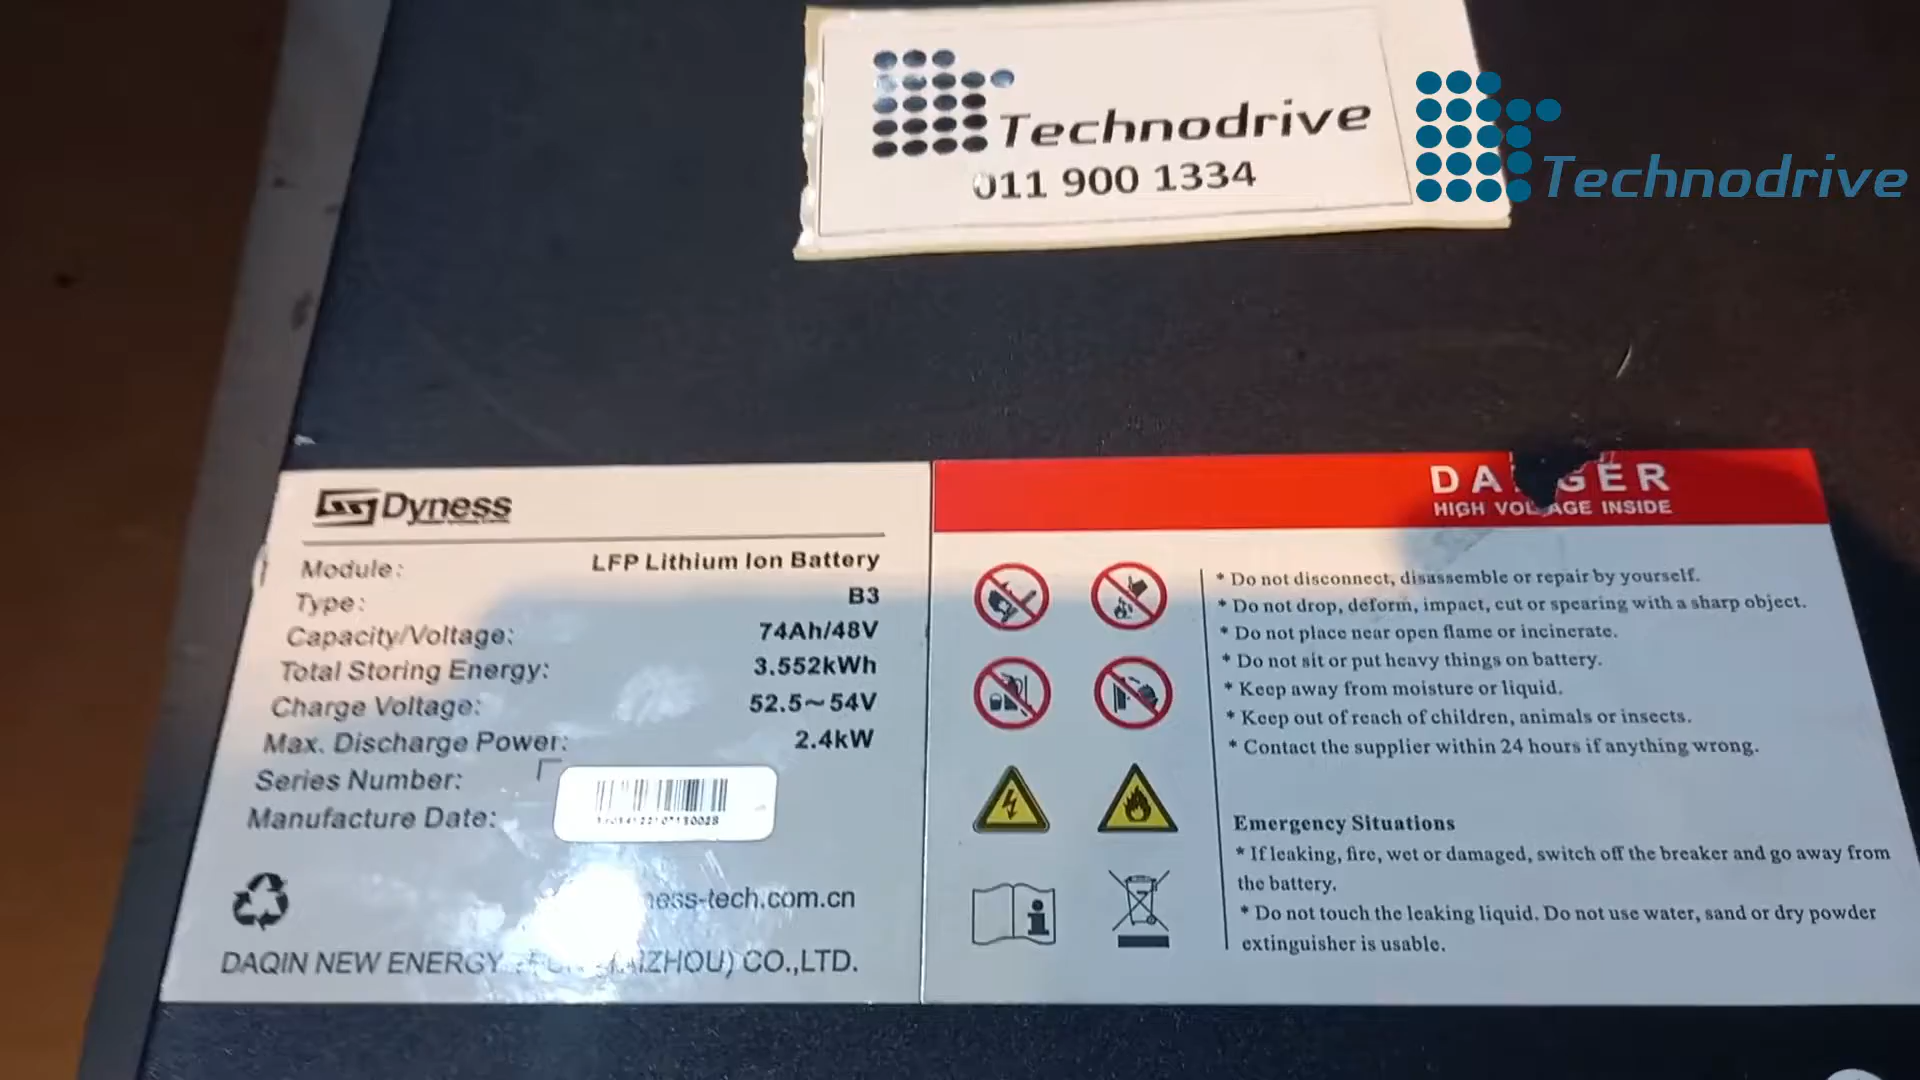 Technodrive
011 900 1334
Technodrive
Dyness
Module: LFP Lithium Ion Battery
Type: B3
Capacity/Voltage: 74Ah/48V
Total Storing Energy: 3.552kWh
Charge Voltage: 52.5~54V
Max. Discharge Power: 2.4kW
Series Number:
Manufacture Date:
ness-tech.com.cn
DAQIN NEW ENERGY CO.,LTD.
DANGER
HIGH VOLTAGE INSIDE
* Do not disconnect, disassemble or repair by yourself.
* Do not drop, deform, impact, cut or spearing with a sharp object.
* Do not place near open flame or incinerate.
* Do not sit or put heavy things on battery.
* Keep away from moisture or liquid.
* Keep out of reach of children, animals or insects.
* Contact the supplier within 24 hours if anything wrong.
Emergency Situations
* If leaking, fire, wet or damaged, switch off the breaker and go away from
the battery.
* Do not touch the leaking liquid. Do not use water, sand or dry powder
extinguisher is usable.